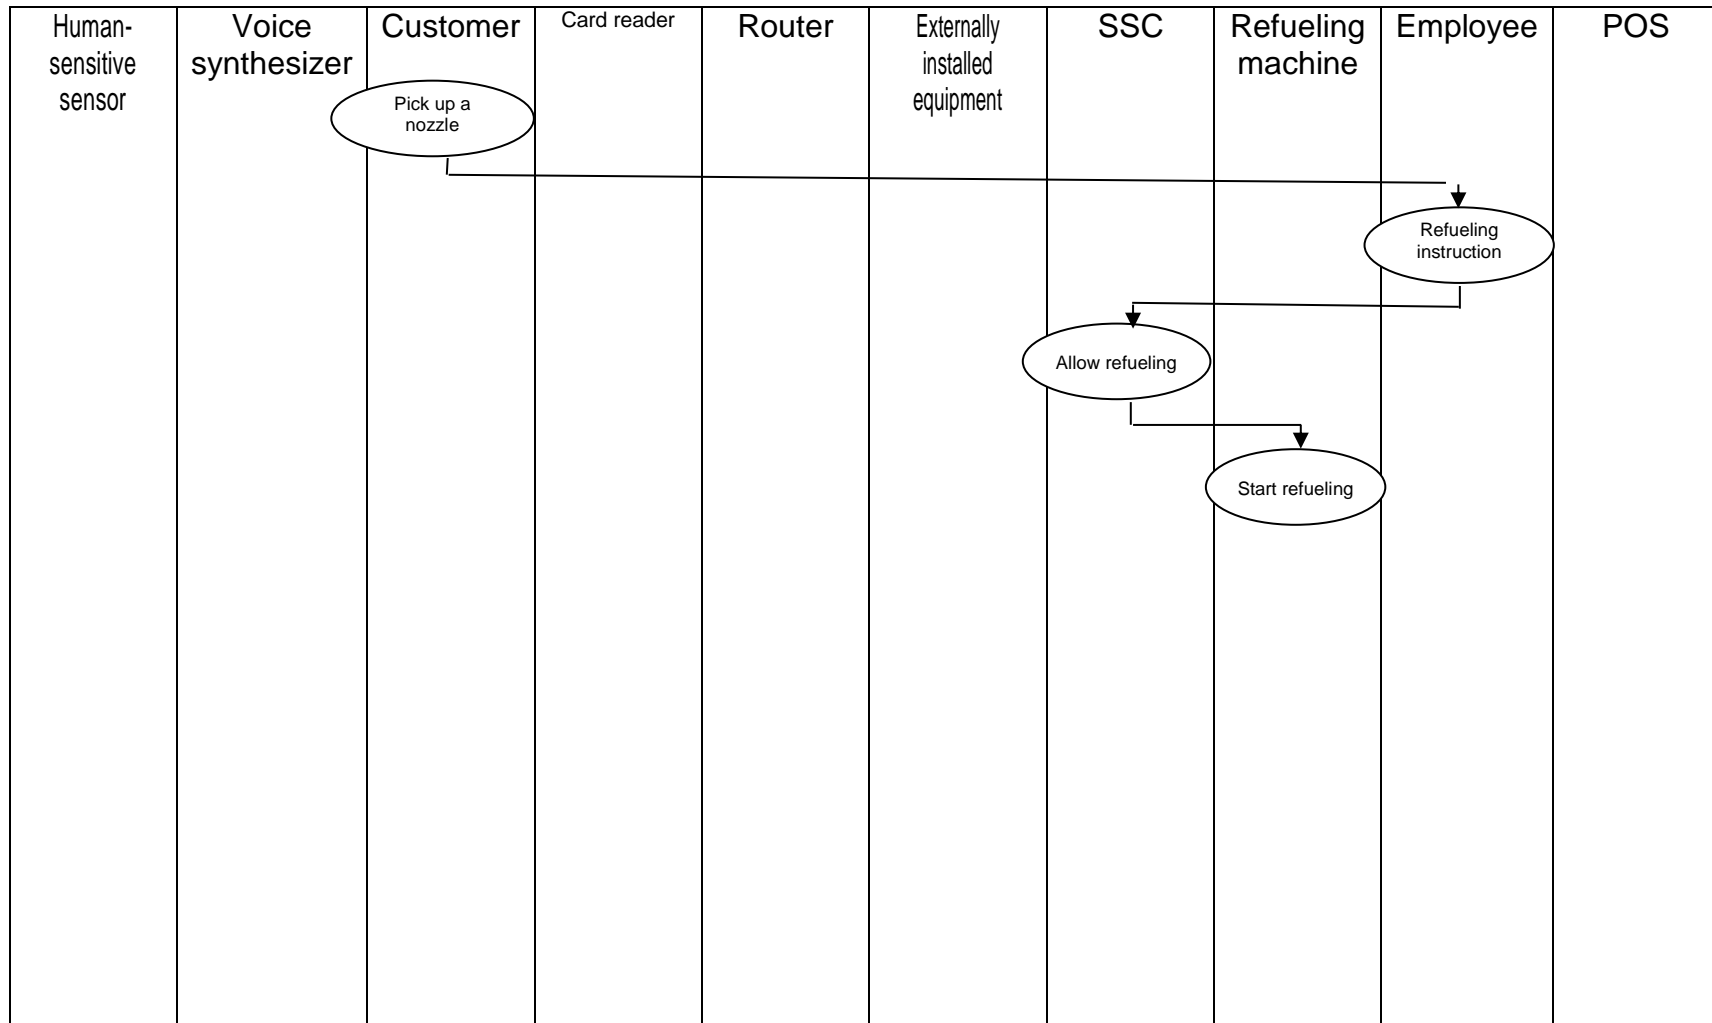 Human-
sensitive
sensor
Voice
synthesizer
Customer
Card reader
Router
Externally
installed
equipment
SSC
Refueling
machine
Employee
POS
Pick up a
nozzle
Refueling
instruction
Allow refueling
Start refueling